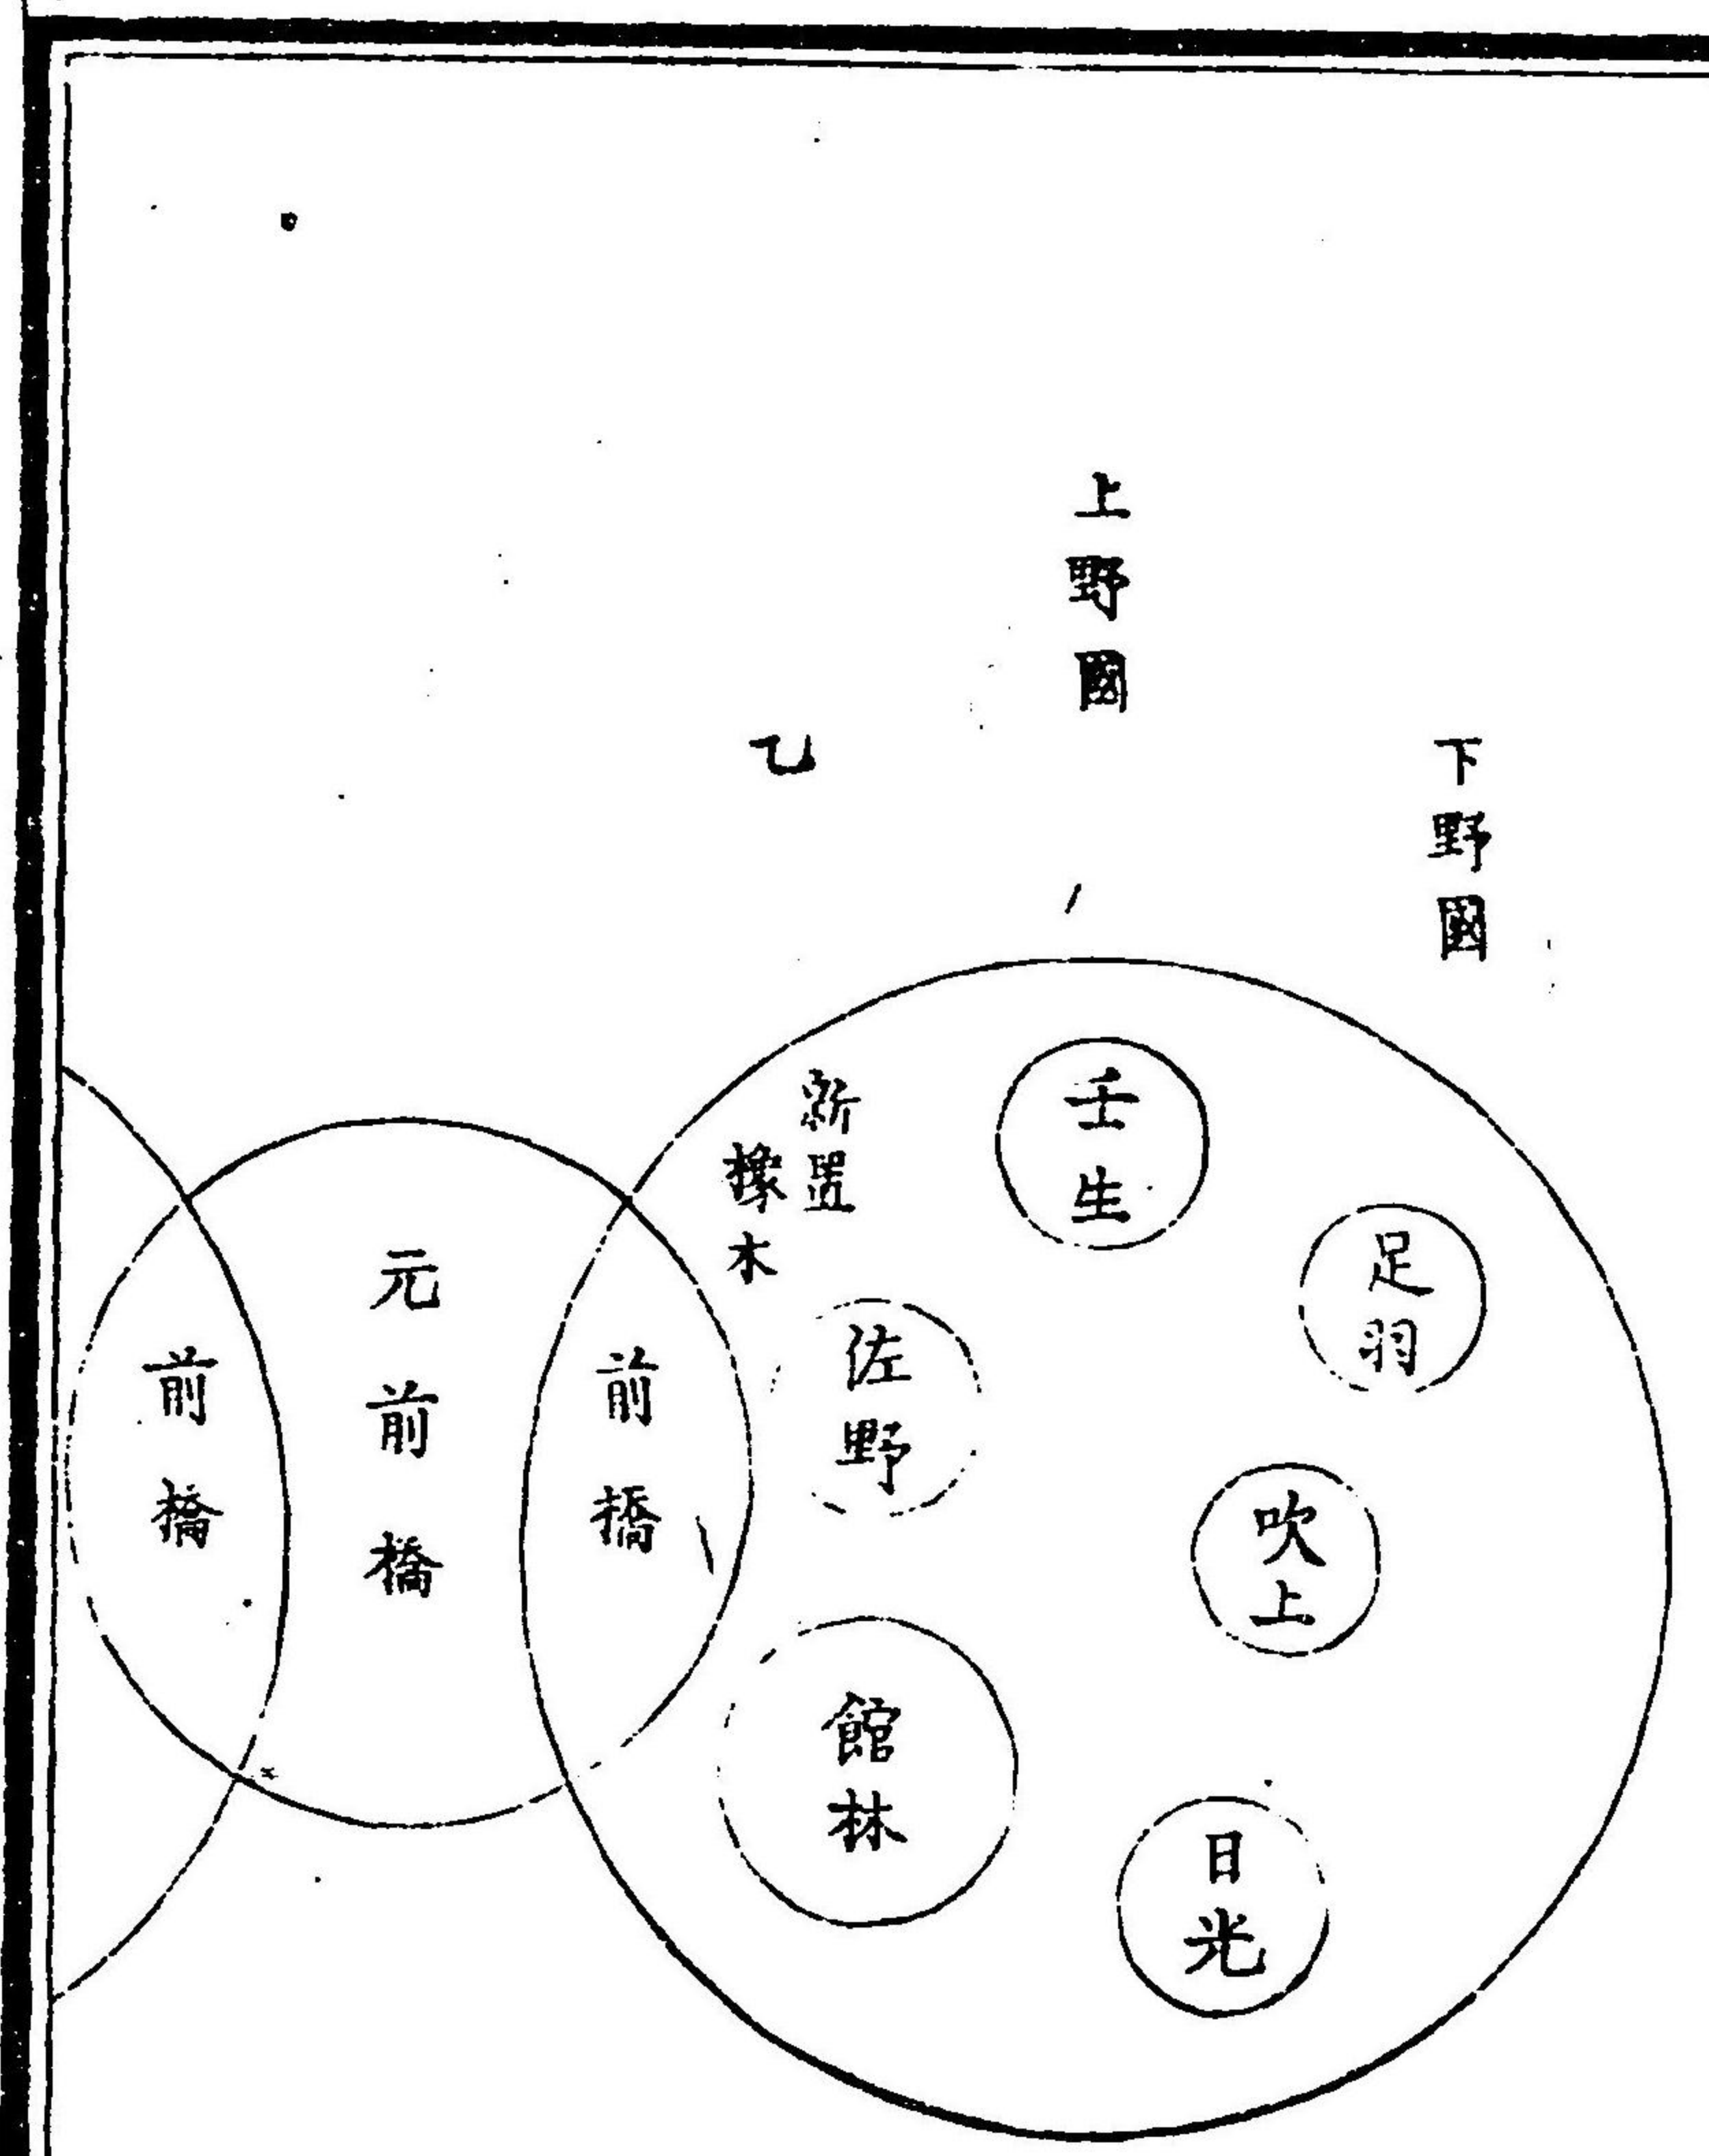 下野國
上野國
乙
足羽
壬生
吹上
日光
新置
橡木
佐野
館林
前橋
元前橋
前橋